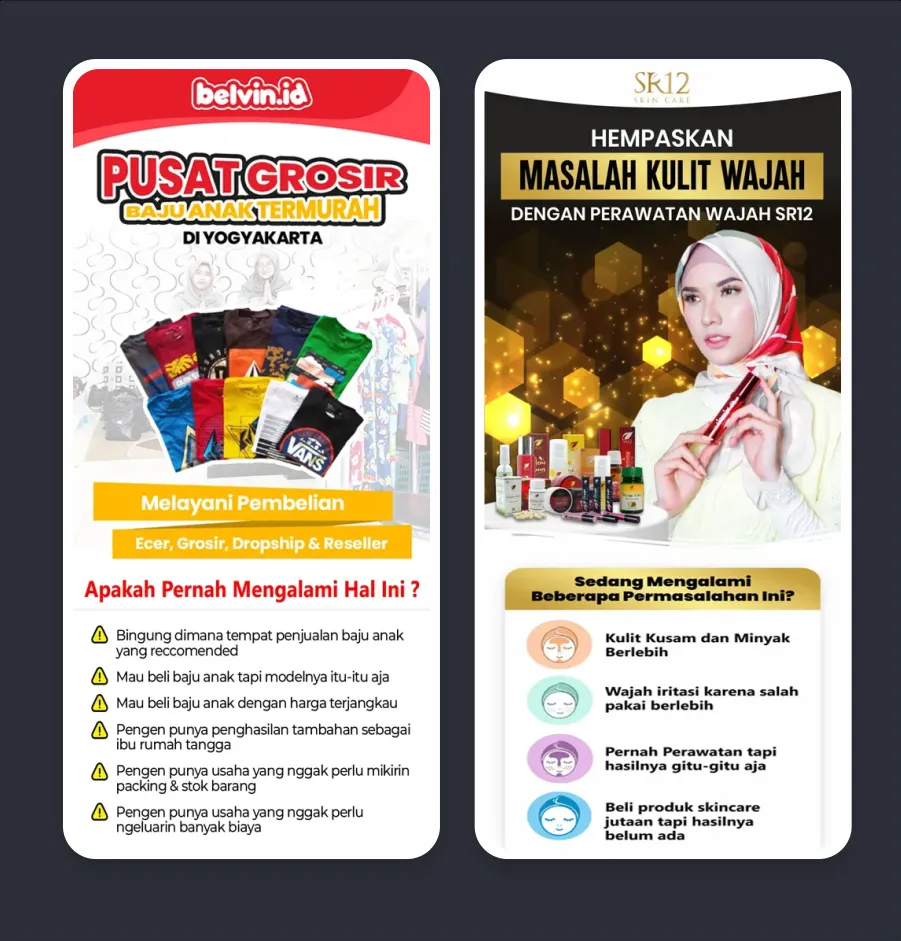 belvin.id
PUSAT GROSIR
BAJU ANAK TERMURAH
DI YOGYAKARTA
VANS
Melayani Pembelian
Ecer, Grosir, Dropship & Reseller
Apakah Pernah Mengalami Hal Ini ?
Bingung dimana tempat penjualan baju anak
yang reccomended
Mau beli baju anak tapi modelnya itu-itu aja
Mau beli baju anak dengan harga terjangkau
Pengen punya penghasilan tambahan sebagai
ibu rumah tangga
Pengen punya usaha yang nggak perlu mikirin
packing & stok barang
Pengen punya usaha yang nggak perlu
ngeluarin banyak biaya
SR12
SKIN CARE
HEMPASKAN
MASALAH KULIT WAJAH
DENGAN PERAWATAN WAJAH SR12
Sedang Mengalami
Beberapa Permasalahan Ini?
Kulit Kusam dan Minyak
Berlebih
Wajah iritasi karena salah
pakai berlebih
Pernah Perawatan tapi
hasilnya gitu-gitu aja
Beli produk skincare
jutaan tapi hasilnya
belum ada